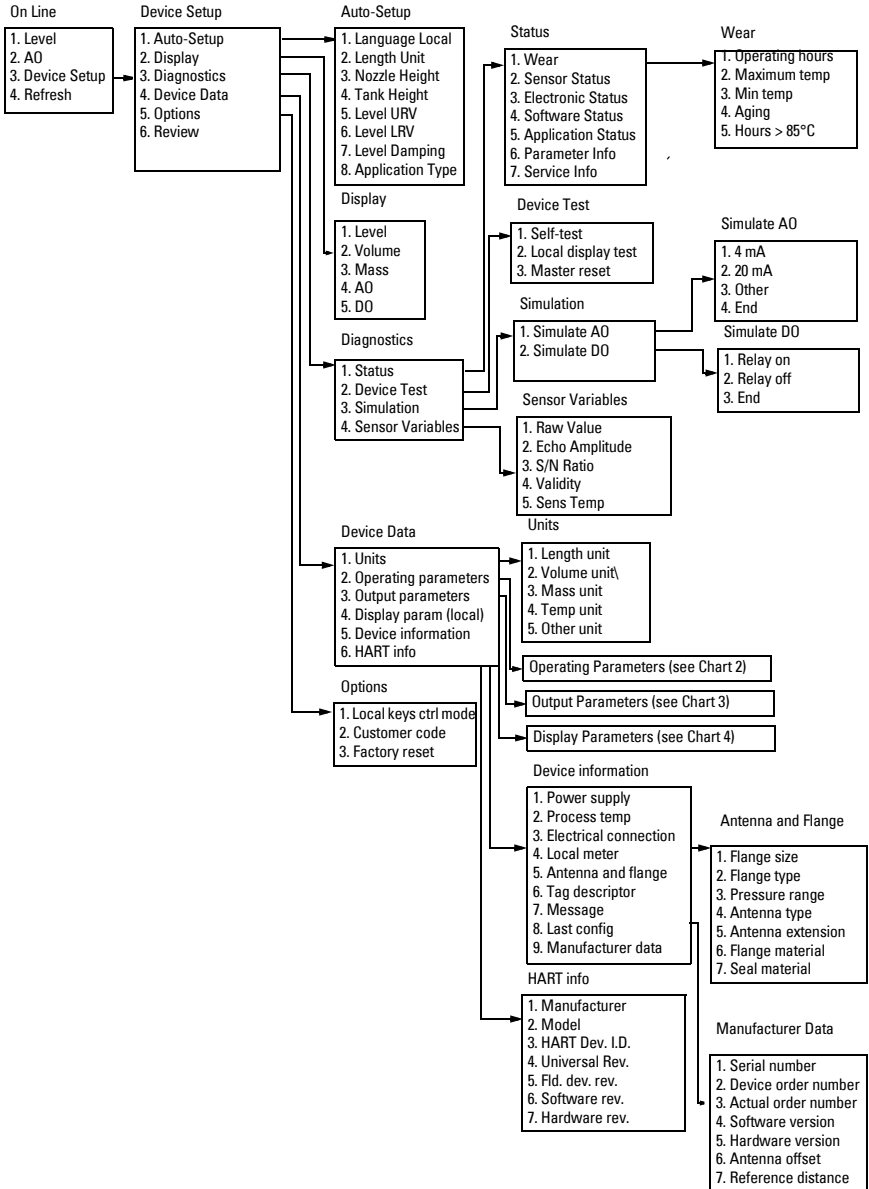 On Line
1. Level
2. AO
3. Device Setup
4. Refresh
Device Setup
1. Auto-Setup
2. Display
3. Diagnostics
4. Device Data
5. Options
6. Review
Auto-Setup
1. Language Local
2. Length Unit
3. Nozzle Height
4. Tank Height
5. Level URV
6. Level LRV
7. Level Damping
8. Application Type
Display
1. Level
2. Volume
3. Mass
4. AO
5. DO
Diagnostics
1. Status
2. Device Test
3. Simulation
4. Sensor Variables
Device Data
1. Units
2. Operating parameters
3. Output parameters
4. Display param (local)
5. Device information
6. HART info
Options
1. Local keys ctrl mode
2. Customer code
3. Factory reset
Status
1. Wear
2. Sensor Status
3. Electronic Status
4. Software Status
5. Application Status
6. Parameter Info
7. Service Info
Device Test
1. Self-test
2. Local display test
3. Master reset
Simulation
1. Simulate AO
2. Simulate DO
Sensor Variables
1. Raw Value
2. Echo Amplitude
3. S/N Ratio
4. Validity
5. Sens Temp
Units
1. Length unit
2. Volume unit\
3. Mass unit
4. Temp unit
5. Other unit
Operating Parameters (see Chart 2)
Output Parameters (see Chart 3)
Display Parameters (see Chart 4)
Device information
1. Power supply
2. Process temp
3. Electrical connection
4. Local meter
5. Antenna and flange
6. Tag descriptor
7. Message
8. Last config
9. Manufacturer data
HART info
1. Manufacturer
2. Model
3. HART Dev. I.D.
4. Universal Rev.
5. Fld. dev. rev.
6. Software rev.
7. Hardware rev.
Wear
1. Operating hours
2. Maximum temp
3. Min temp
4. Aging
5. Hours > 85°C
Simulate AO
1. 4 mA
2. 20 mA
3. Other
4. End
Simulate DO
1. Relay on
2. Relay off
3. End
Antenna and Flange
1. Flange size
2. Flange type
3. Pressure range
4. Antenna type
5. Antenna extension
6. Flange material
7. Seal material
Manufacturer Data
1. Serial number
2. Device order number
3. Actual order number
4. Software version
5. Hardware version
6. Antenna offset
7. Reference distance